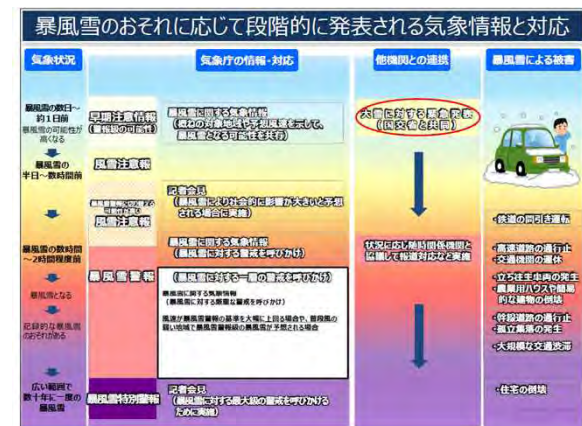 暴風雪のおそれに応じて段階的に発表される気象情報と対応
気象状況
気象庁の情報・対応
他機関との連携
暴風雪による被害
暴風雪の数日～
約1日前
暴風雪の可能性が
高くなる
暴風雪の
半日～数時間前
暴風雪の数時間
～2時間程度前
暴風雪となる
記録的な暴風雪
のおそれがある
広い範囲で
数十年に一度の
暴風雪
早期注意情報
(警報級の可能性)
風雪注意報
風雪注意報
暴風雪警報
暴風雪特別警報
暴風雪に関する気象情報
(概ねの対象地域や予想風速を示して、
暴風雪となる可能性を共有)
記者会見
(暴風雪により社会的に影響が大きいと予想
される場合に実施)
暴風雪に関する気象情報
(暴風雪に対する警戒を呼びかけ)
(暴風雪に対する一層の警戒を呼びかけ)
暴風雪に関する気象情報
(暴風雪に対する厳重な警戒を呼びかけ)
風速が暴風雪警報の基準を大幅に上回る場合や、普段風の
弱い地域で暴風雪警報級の暴風雪が予想される場合
記者会見
(暴風雪に対する最大級の警戒を呼びかける
ために実施)
大雪に対する緊急発表
(国交省と共同)
状況に応じ随時関係機関と
協議して報道対応など実施
・鉄道の間引き運転
・高速道路の通行止
・交通機関の運休
・立ち往生車両の発生
・農業用ハウスや簡易
的な建物の倒壊
・幹線道路の通行止
・孤立集落の発生
・大規模な交通渋滞
・住宅の倒壊